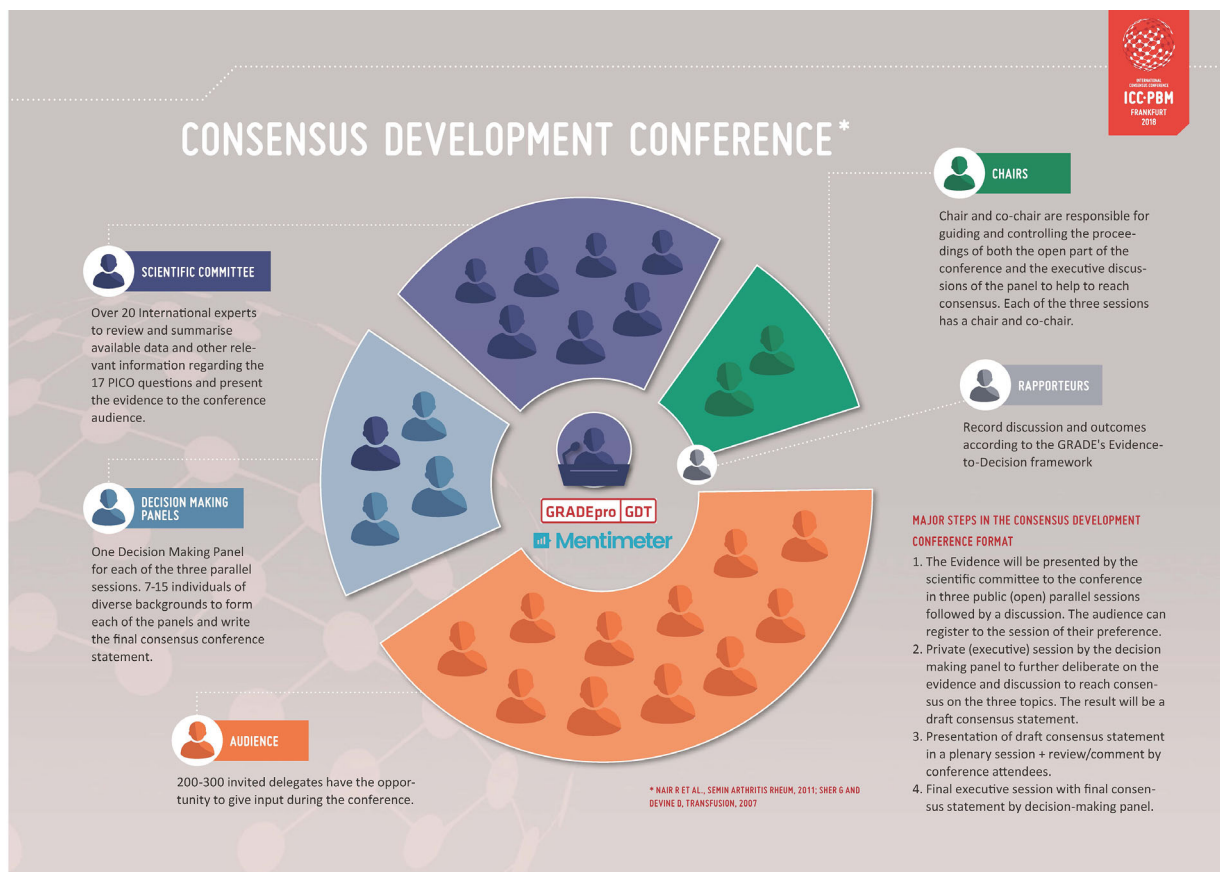 INTERNATIONAL
CONSENSUS CONFERENCE
ICC-PBM
FRANKFURT
2018
CONSENSUS DEVELOPMENT CONFERENCE*
SCIENTIFIC COMMITTEE
Over 20 International experts
to review and summarise
available data and other rele-
vant information regarding the
17 PICO questions and present
the evidence to the conference
audience.
DECISION MAKING
PANELS
One Decision Making Panel
for each of the three parallel
sessions. 7-15 individuals of
diverse backgrounds to form
each of the panels and write
the final consensus conference
statement.
AUDIENCE
200-300 invited delegates have the oppor-
tunity to give input during the conference.
GRADEpro GDT
Mentimeter
CHAIRS
Chair and co-chair are responsible for
guiding and controlling the procee-
dings of both the open part of the
conference and the executive discus-
sions of the panel to help to reach
consensus. Each of the three sessions
has a chair and co-chair.
RAPPORTEURS
Record discussion and outcomes
according to the GRADE's Evidence-
to-Decision framework
MAJOR STEPS IN THE CONSENSUS DEVELOPMENT
CONFERENCE FORMAT
1. The Evidence will be presented by the
scientific committee to the conference
in three public (open) parallel sessions
followed by a discussion. The audience can
register to the session of their preference.
2. Private (executive) session by the decision
making panel to further deliberate on the
evidence and discussion to reach consen-
sus on the three topics. The result will be a
draft consensus statement.
3. Presentation of draft consensus statement
in a plenary session + review/comment by
conference attendees.
4. Final executive session with final consen-
sus statement by decision-making panel.
* NAIR R ET AL., SEMIN ARTHRITIS RHEUM, 2011; SHER G AND
DEVINE D, TRANSFUSION, 2007